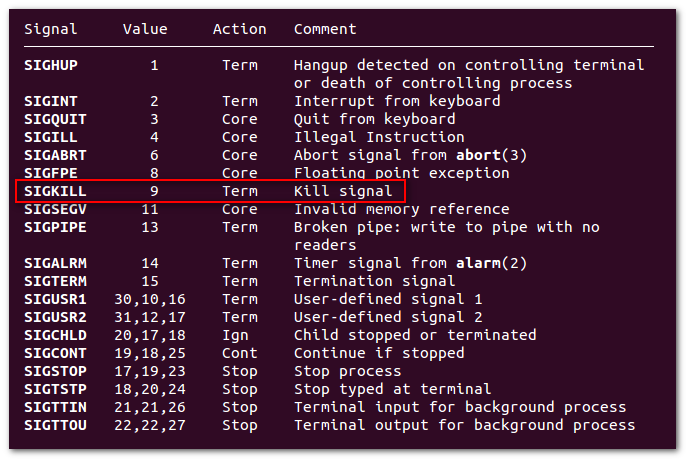 Signal Value Action Comment
SIGHUP 1 Term Hangup detected on controlling terminal
or death of controlling process
SIGINT 2 Term Interrupt from keyboard
SIGQUIT 3 Core Quit from keyboard
SIGILL 4 Core Illegal Instruction
SIGABRT 6 Core Abort signal from abort(3)
SIGFPE 8 Core Floating point exception
SIGKILL 9 Term Kill signal
SIGSEGV 11 Core Invalid memory reference
SIGPIPE 13 Term Broken pipe: write to pipe with no
readers
SIGALRM 14 Term Timer signal from alarm(2)
SIGTERM 15 Term Termination signal
SIGUSR1 30,10,16 Term User-defined signal 1
SIGUSR2 31,12,17 Term User-defined signal 2
SIGCHLD 20,17,18 Ign Child stopped or terminated
SIGCONT 19,18,25 Cont Continue if stopped
SIGSTOP 17,19,23 Stop Stop process
SIGTSTP 18,20,24 Stop Stop typed at terminal
SIGTTIN 21,21,26 Stop Terminal input for background process
SIGTTOU 22,22,27 Stop Terminal output for background process